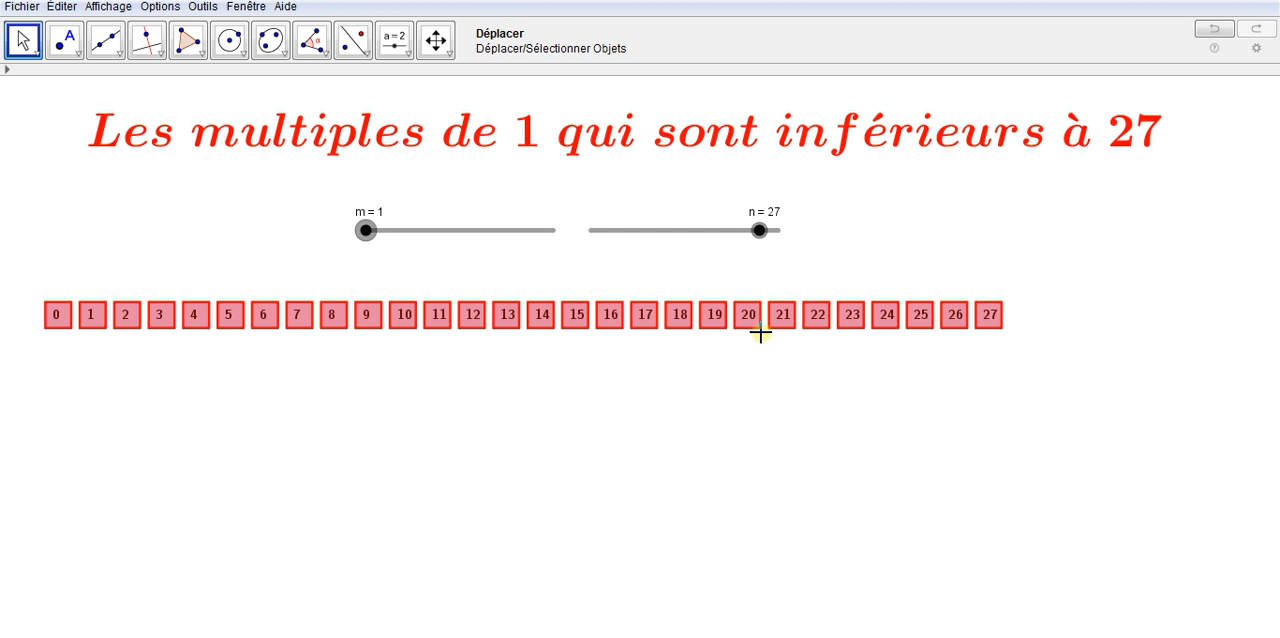 Fichier Éditer Affichage Options Outils Fenêtre Aide
A
α
a = 2
Déplacer
Déplacer/Sélectionner Objets
Les multiples de 1 qui sont inférieurs à 27
m = 1
n = 27
0 1 2 3 4 5 6 7 8 9 10 11 12 13 14 15 16 17 18 19 20 21 22 23 24 25 26 27